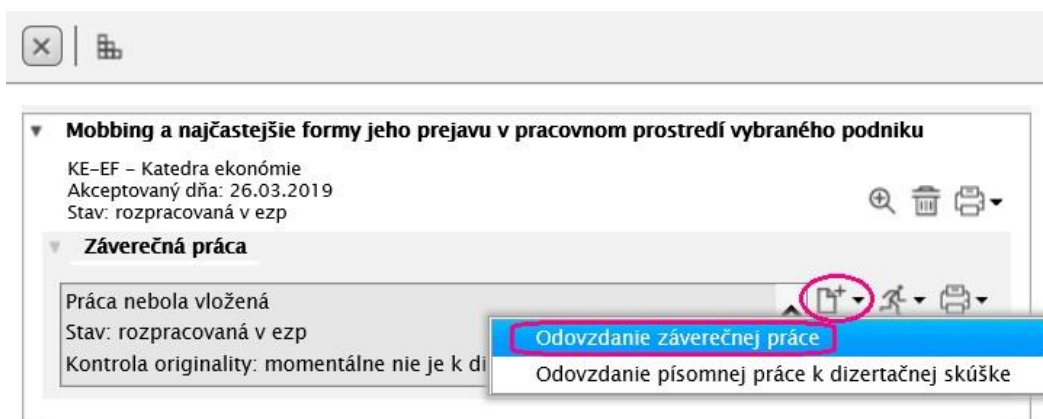 Mobbing a najčastejšie formy jeho prejavu v pracovnom prostredí vybraného podniku
KE-EF – Katedra ekonómie
Akceptovaný dňa: 26.03.2019
Stav: rozpracovaná v ezp
Záverečná práca
Práca nebola vložená
Stav: rozpracovaná v ezp
Kontrola originality: momentálne nie je k di
Odovzdanie záverečnej práce
Odovzdanie písomnej práce k dizertačnej skúške